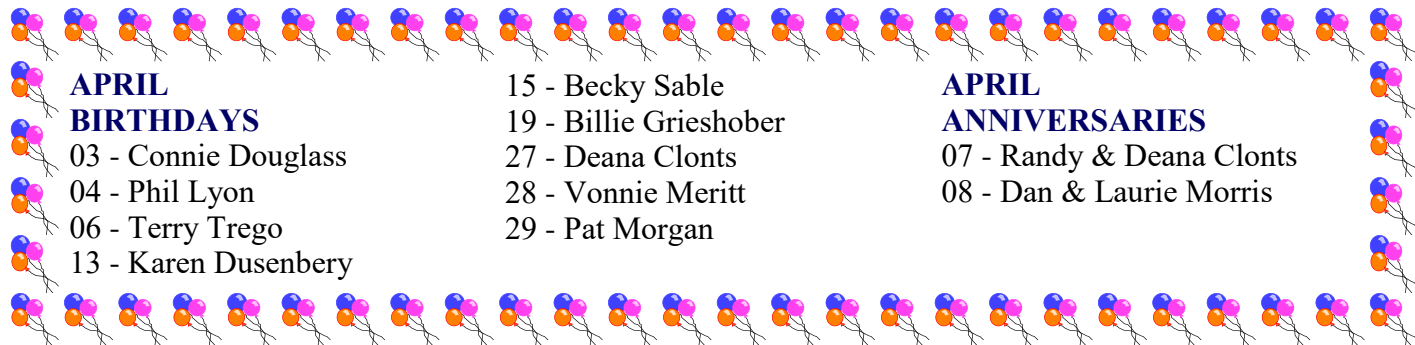 APRIL
BIRTHDAYS
03 - Connie Douglass
04 - Phil Lyon
06 - Terry Trego
13 - Karen Dusenbery
15 - Becky Sable
19 - Billie Grieshober
27 - Deana Clonts
28 - Vonnie Meritt
29 - Pat Morgan
APRIL
ANNIVERSARIES
07 - Randy & Deana Clonts
08 - Dan & Laurie Morris